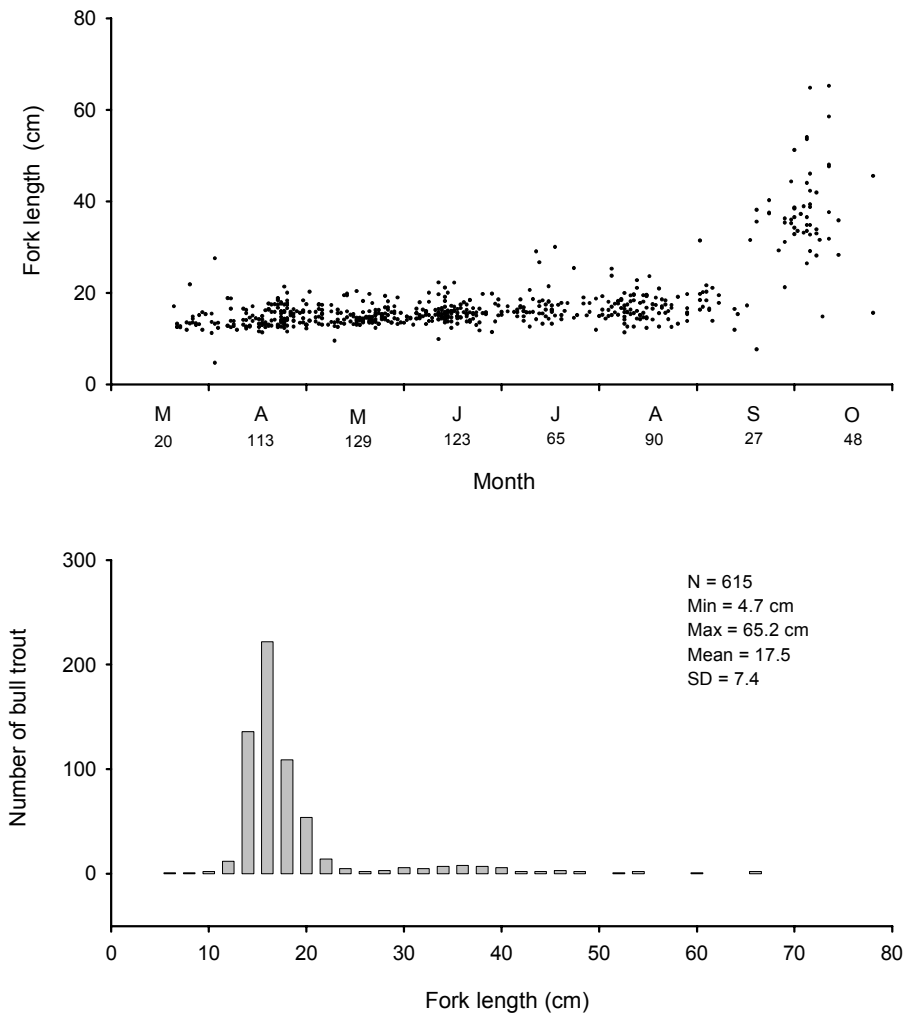 80
60
40
20
0
Fork length (cm)
M A M J J A S O
20 113 129 123 65 90 27 48
Month
300
200
100
0
Number of bull trout
N = 615
Min = 4.7 cm
Max = 65.2 cm
Mean = 17.5
SD = 7.4
0 10 20 30 40 50 60 70 80
Fork length (cm)